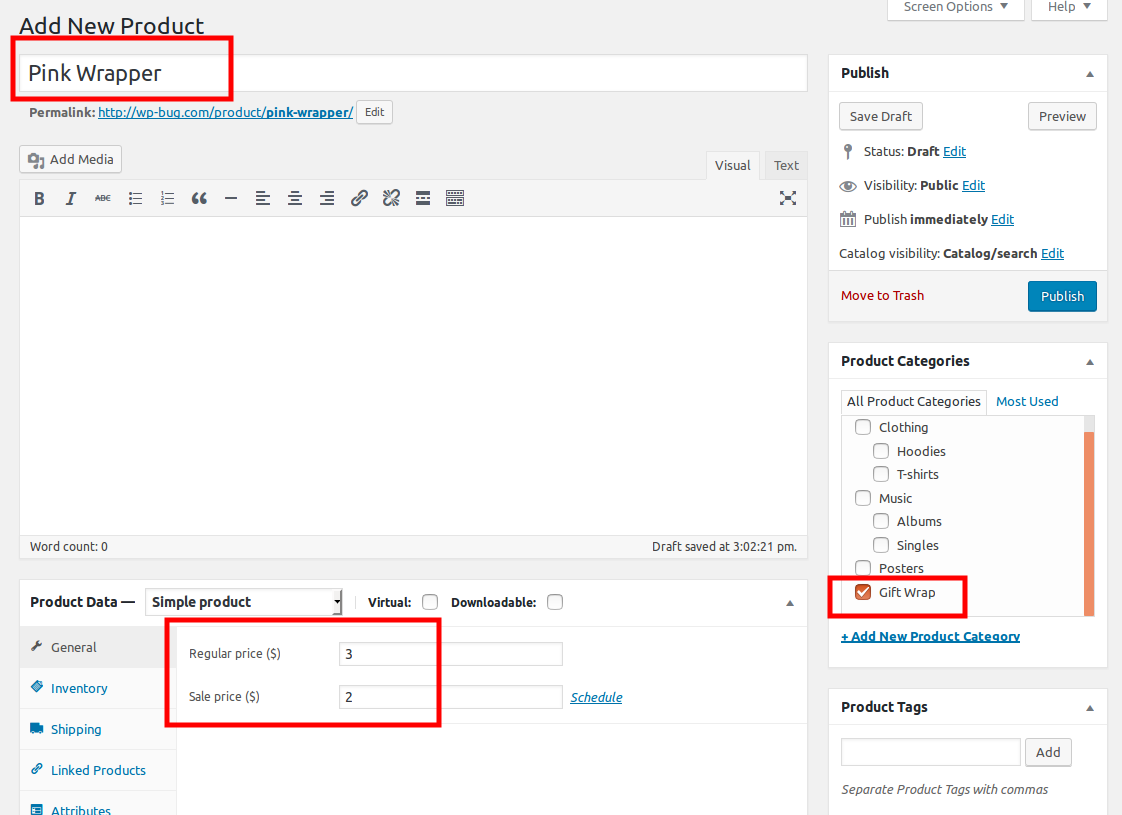 Screen Options
Help
Add New Product
Pink Wrapper
Permalink: http://wp-bug.com/product/pink-wrapper/ Edit
Add Media
Visual Text
B I ABC
Word count: 0
Draft saved at 3:02:21 pm.
Product Data — Simple product Virtual: Downloadable:
General
Inventory
Shipping
Linked Products
Attributes
Regular price ($) 3
Sale price ($) 2 Schedule
Publish
Save Draft Preview
Status: Draft Edit
Visibility: Public Edit
Publish immediately Edit
Catalog visibility: Catalog/search Edit
Move to Trash Publish
Product Categories
All Product Categories Most Used
Clothing
Hoodies
T-shirts
Music
Albums
Singles
Posters
Gift Wrap
+ Add New Product Category
Product Tags
Add
Separate Product Tags with commas